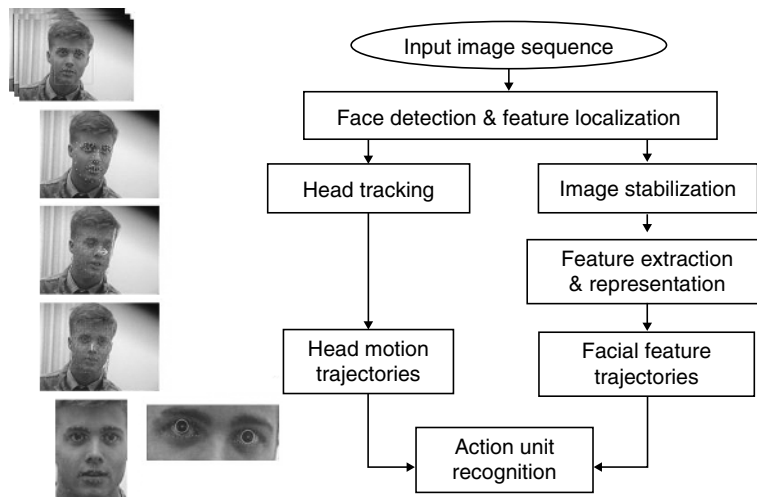 Input image sequence
Face detection & feature localization
Head tracking
Image stabilization
Feature extraction
& representation
Head motion
trajectories
Facial feature
trajectories
Action unit
recognition